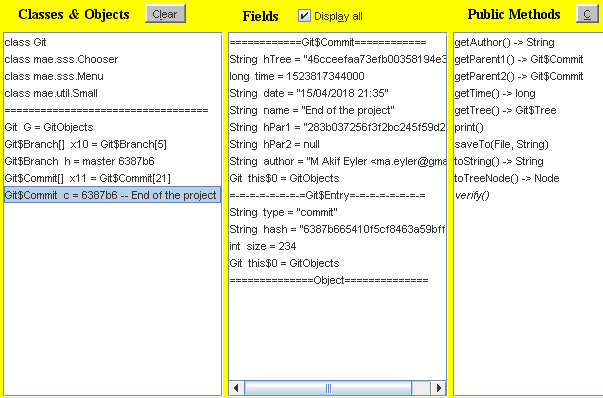 Classes & Objects
Clear
class Git
class mae.sss.Chooser
class mae.sss.Menu
class mae.util.Small
==================================
Git G = GitObjects
Git$Branch[] x10 = Git$Branch[5]
Git$Branch h = master 6387b6
Git$Commit[] x11 = Git$Commit[21]
Git$Commit c = 6387b6 -- End of the project
Fields
Display all
============Git$Commit============
String hTree = "46cceefaa73efb00358194e3
long time = 1523817344000
String date = "15/04/2018 21:35"
String name = "End of the project"
String hPar1 = "283b037256f3f2bc245f59d2
String hPar2 = null
String author = "M Akif Eyler <ma.eyler@gma
Git this$0 = GitObjects
-=-=-=-=-=-=-Git$Entry-=-=-=-=-=-=-
String type = "commit"
String hash = "6387b665410f5cf8463a59bff
int size = 234
Git this$0 = GitObjects
==============Object==============
Public Methods
C
getAuthor() -> String
getParent1() -> Git$Commit
getParent2() -> Git$Commit
getTime() -> long
getTree() -> Git$Tree
print()
saveTo(File, String)
toString() -> String
toTreeNode() -> Node
verify()